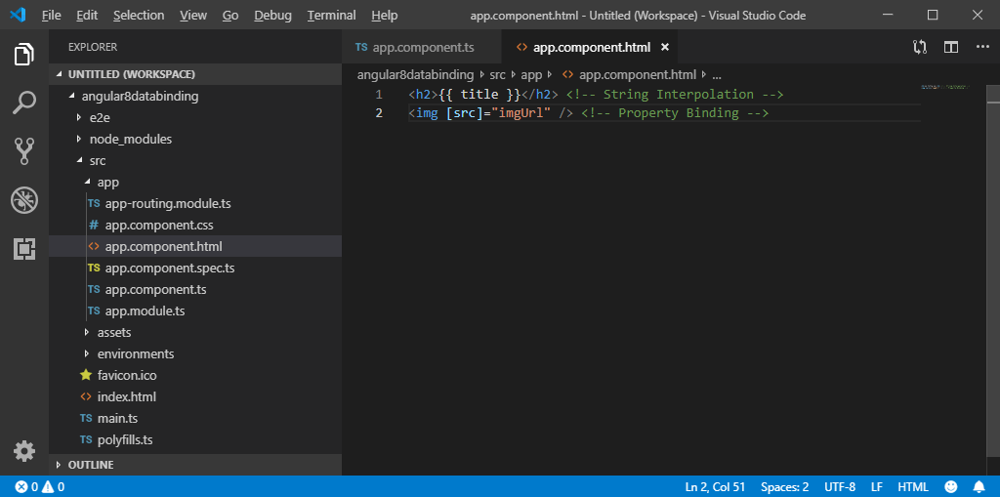 File Edit Selection View Go Debug Terminal Help app.component.html - Untitled (Workspace) - Visual Studio Code
EXPLORER
UNTITLED (WORKSPACE)
angular8databinding
e2e
node_modules
src
app
TS app-routing.module.ts
# app.component.css
<> app.component.html
TS app.component.spec.ts
TS app.component.ts
TS app.module.ts
assets
environments
favicon.ico
<> index.html
TS main.ts
TS polyfills.ts
OUTLINE
TS app.component.ts <> app.component.html ×
angular8databinding src app <> app.component.html ...
1 <h2>{{ title }}</h2> <!-- String Interpolation -->
2 <img [src]="imgUrl" /> <!-- Property Binding -->
0 0 Ln 2, Col 51 Spaces: 2 UTF-8 LF HTML